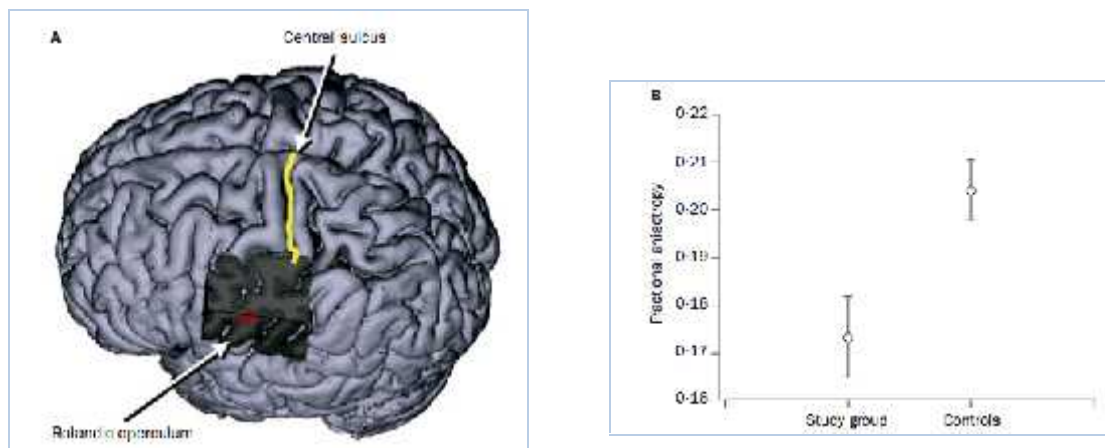 A
Central sulcus
Rolandic operculum
B
Fractional anisotropy
0·22
0·21
0·20
0·19
0·18
0·17
0·16
Study group
Controls